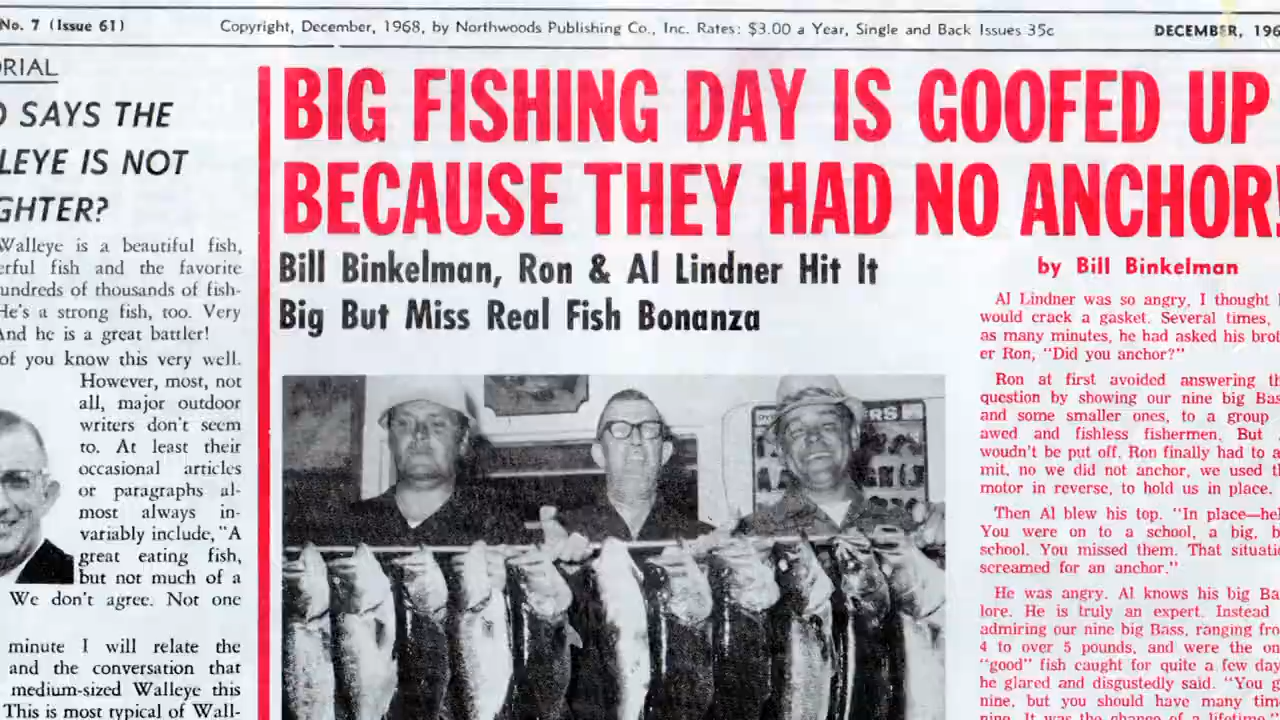 No. 7 (Issue 61)
Copyright, December, 1968, by Northwoods Publishing Co., Inc. Rates: $3.00 a Year, Single and Back Issues 35c
DECEMBER, 196
ORIAL
O SAYS THE
LEYE IS NOT
GHTER?
Walleye is a beautiful fish,
erful fish and the favorite
undreds of thousands of fish-
He's a strong fish, too. Very
And he is a great battler!
of you know this very well.
However, most, not
all, major outdoor
writers don't seem
to. At least their
occasional articles
or paragraphs al-
most always in-
variably include, "A
great eating fish,
but not much of a
We don't agree. Not one
minute I will relate the
and the conversation that
medium-sized Walleye this
This is most typical of Wall-
BIG FISHING DAY IS GOOFED UP
BECAUSE THEY HAD NO ANCHOR!
Bill Binkelman, Ron & Al Lindner Hit It
Big But Miss Real Fish Bonanza
ERS
by Bill Binkelman
Al Lindner was so angry, I thought
would crack a gasket. Several times,
as many minutes, he had asked his brot
er Ron, "Did you anchor?"
Ron at first avoided answering th
question by showing our nine big Bas
and some smaller ones, to a group
awed and fishless fishermen. But
woudn't be put off. Ron finally had to a
mit, no we did not anchor, we used th
motor in reverse, to hold us in place.
Then Al blew his top. "In place—hel
You were on to a school, a big, b
school. You missed them. That situati
screamed for an anchor."
He was angry. Al knows his big Ba
lore. He is truly an expert. Instead
admiring our nine big Bass, ranging fro
4 to over 5 pounds, and were the on
"good" fish caught for quite a few day
he glared and disgustedly said. "You g
nine, but you should have many tim
nine. It was the chance of a lifetime